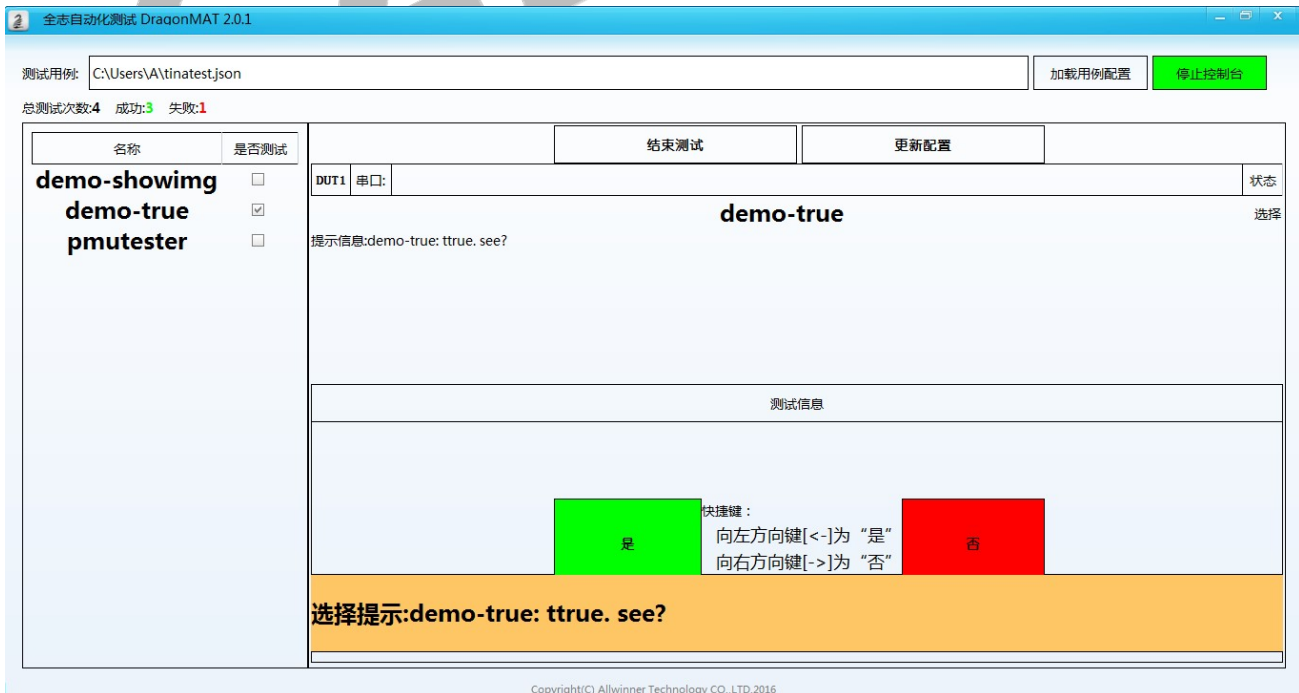 全志自动化测试 DragonMAT 2.0.1
测试用例: C:\Users\A\tinatest.json 加载用例配置 停止控制台
总测试次数:4 成功:3 失败:1
名称 是否测试
demo-showimg
demo-true
pmutester
结束测试 更新配置
DUT1 串口: 状态
demo-true 选择
提示信息:demo-true: ttrue. see?
测试信息
是
快捷键：
向左方向键[<-]为“是”
向右方向键[->]为“否”
否
选择提示:demo-true: ttrue. see?
Copyright(C) Allwinner Technology CO.,LTD.2016